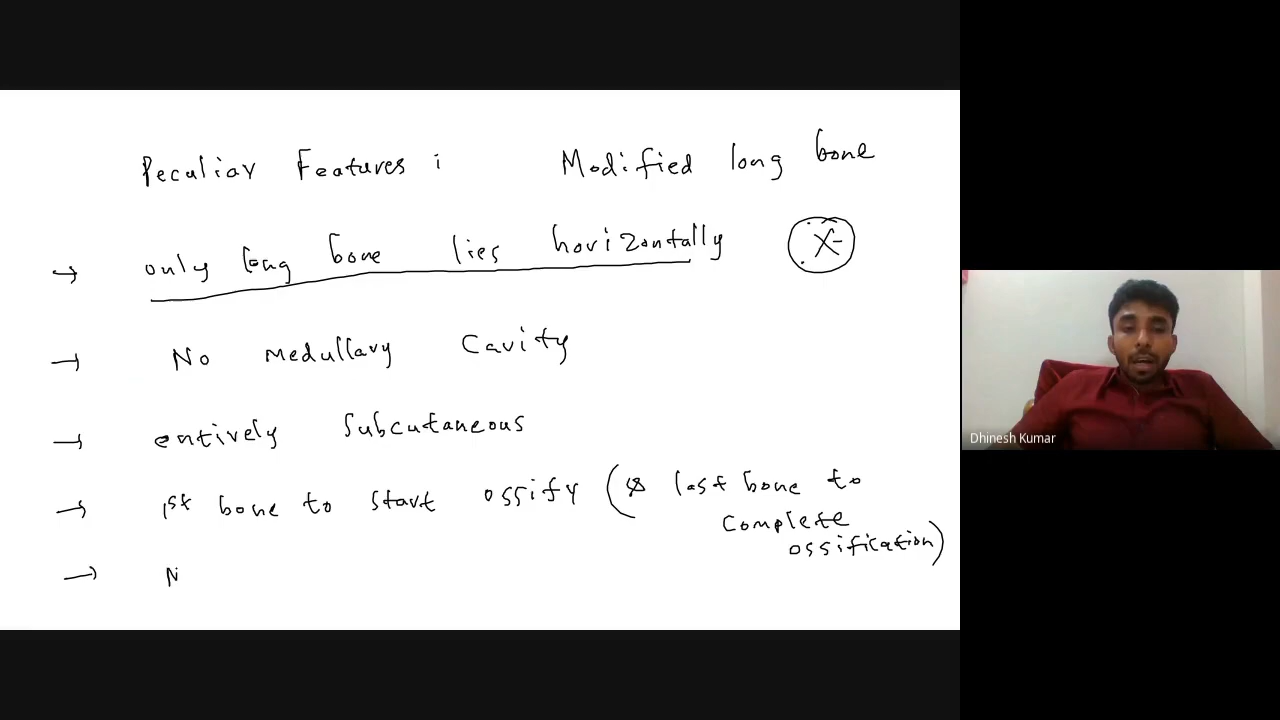 Peculiar Features : Modified long bone
→ only long bone lies horizontally X
→ No medullary cavity
→ entirely subcutaneous
→ 1st bone to start ossify (& last bone to
complete
ossification)
→ N
Dhinesh Kumar